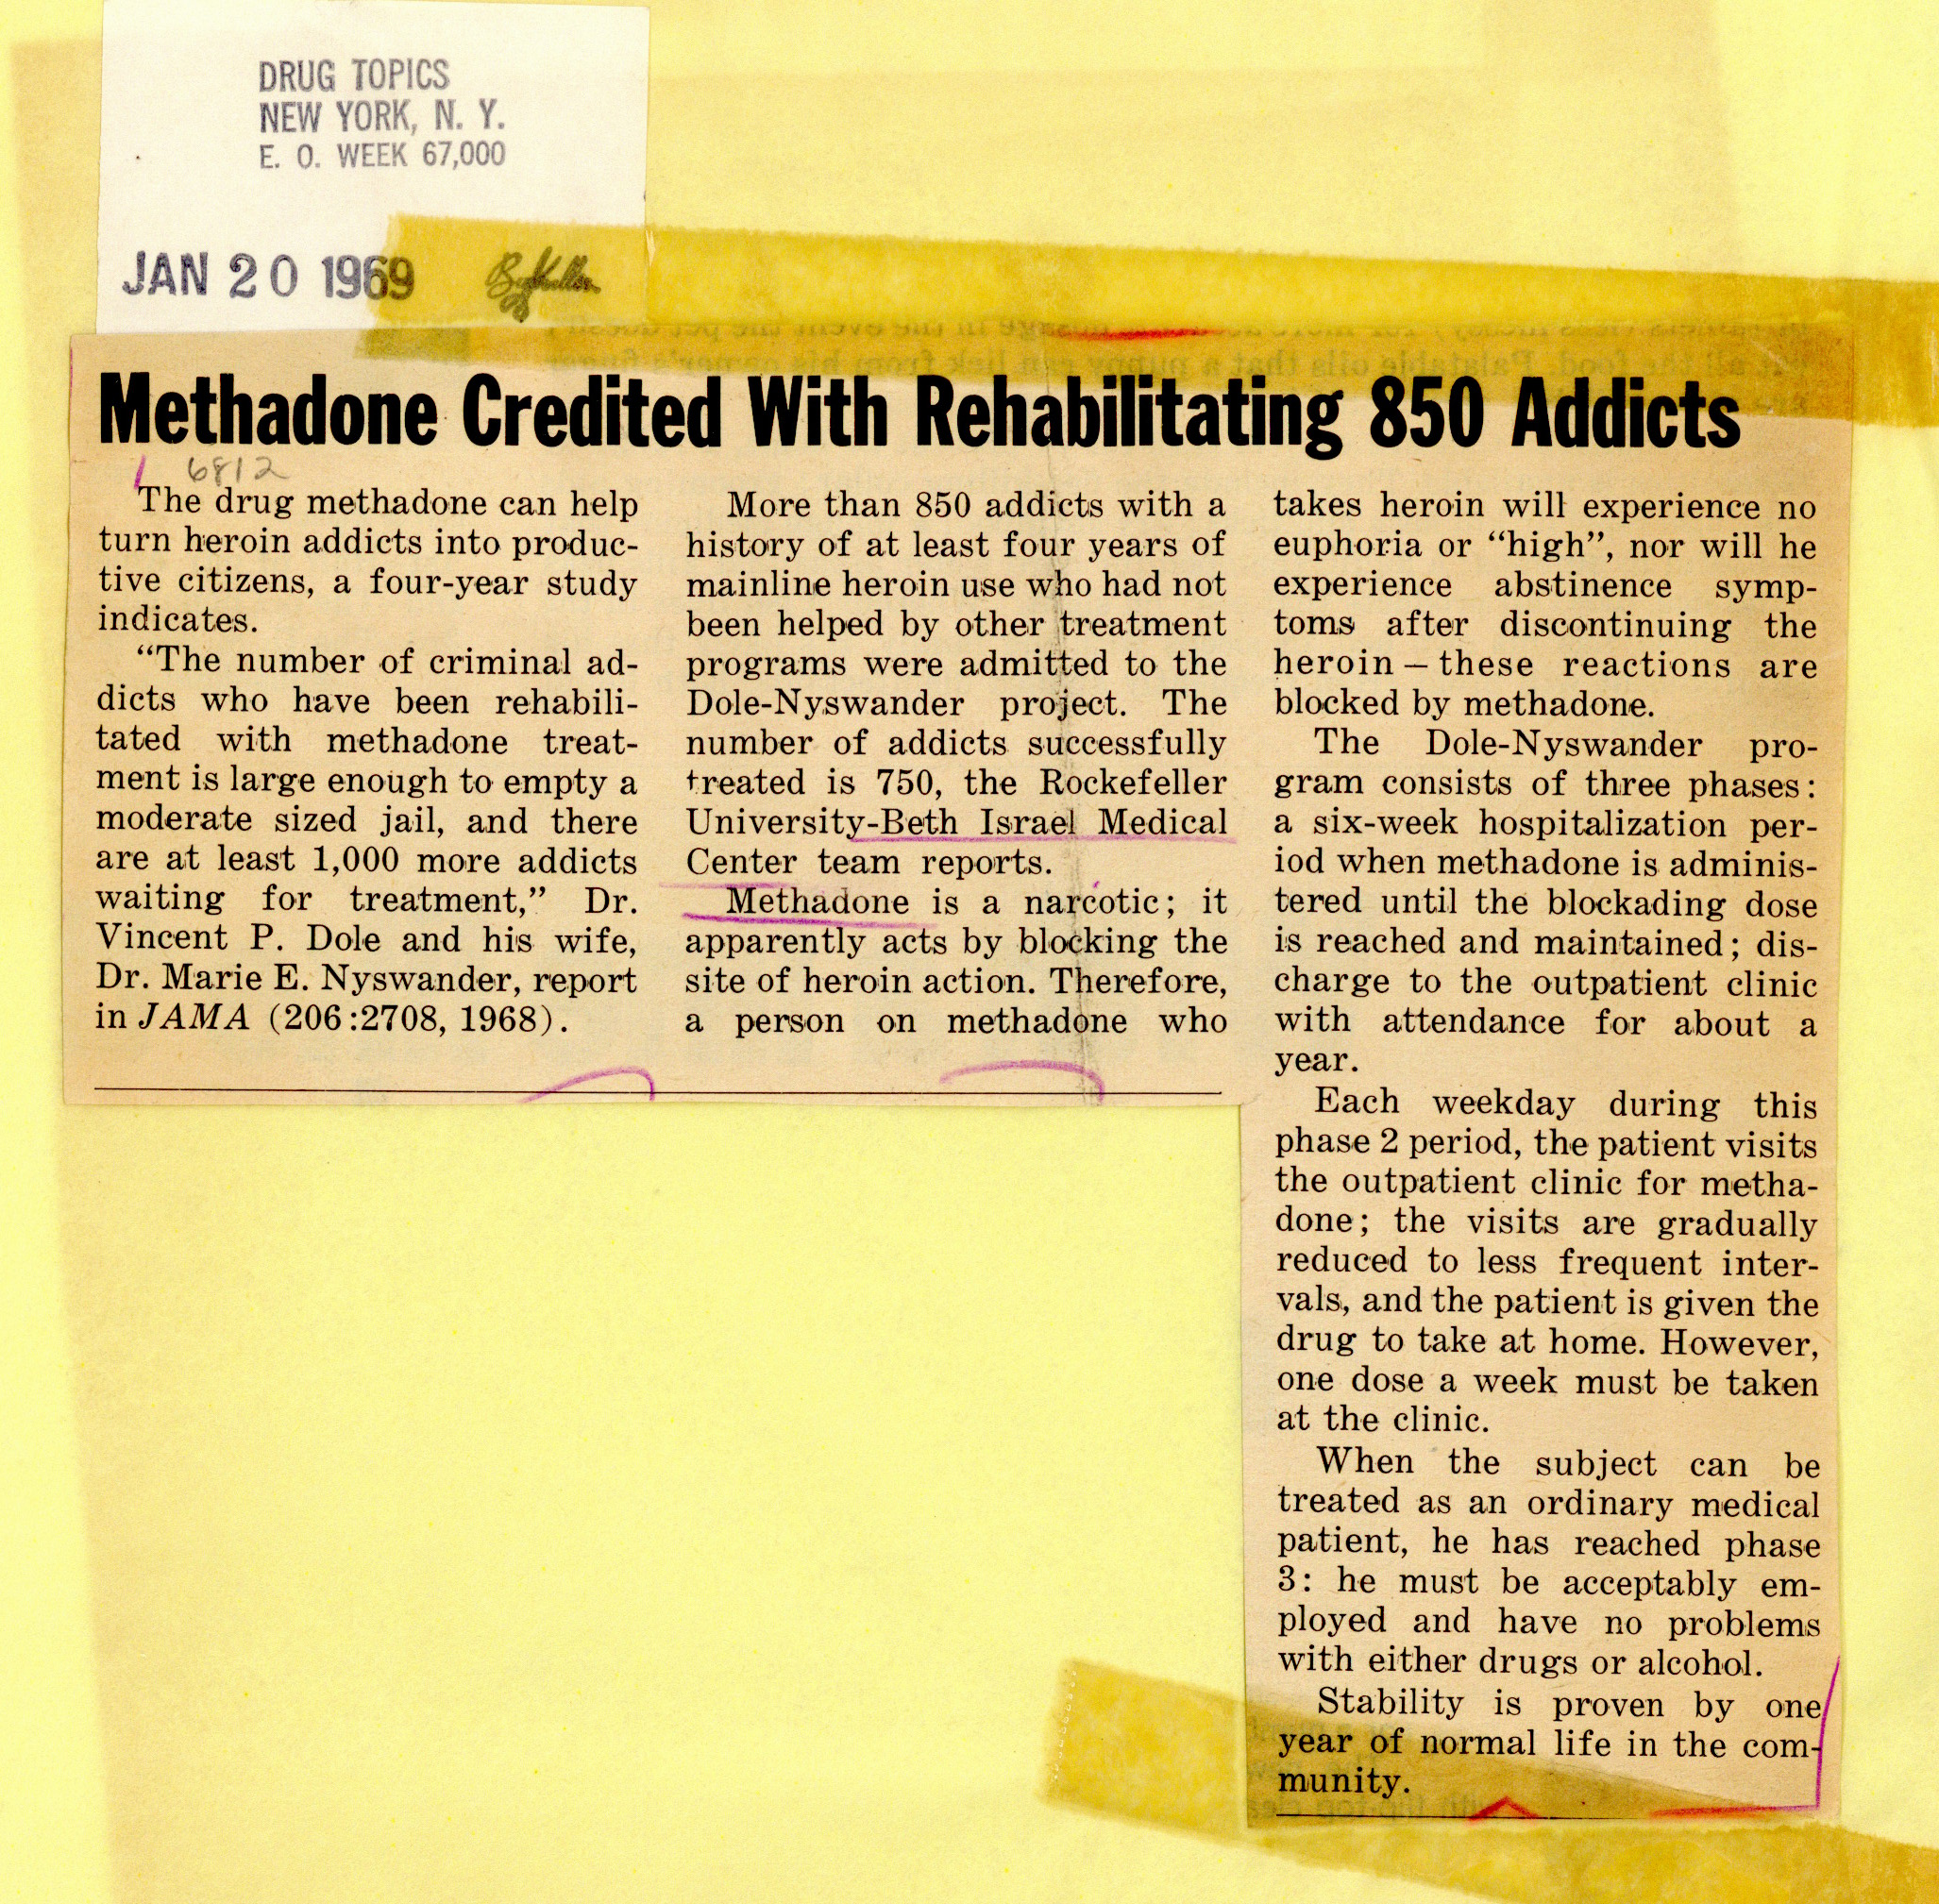 DRUG TOPICS
NEW YORK, N. Y.
E. O. WEEK 67,000
JAN 20 1969
Methadone Credited With Rehabilitating 850 Addicts
6812
The drug methadone can help
turn heroin addicts into produc-
tive citizens, a four-year study
indicates.
“The number of criminal ad-
dicts who have been rehabili-
tated with methadone treat-
ment is large enough to empty a
moderate sized jail, and there
are at least 1,000 more addicts
waiting for treatment,” Dr.
Vincent P. Dole and his wife,
Dr. Marie E. Nyswander, report
in JAMA (206:2708, 1968).
More than 850 addicts with a
history of at least four years of
mainline heroin use who had not
been helped by other treatment
programs were admitted to the
Dole-Nyswander project. The
number of addicts successfully
treated is 750, the Rockefeller
University-Beth Israel Medical
Center team reports.
Methadone is a narcotic; it
apparently acts by blocking the
site of heroin action. Therefore,
a person on methadone who
takes heroin will experience no
euphoria or “high”, nor will he
experience abstinence symp-
toms after discontinuing the
heroin – these reactions are
blocked by methadone.
The Dole-Nyswander pro-
gram consists of three phases:
a six-week hospitalization per-
iod when methadone is adminis-
tered until the blockading dose
is reached and maintained; dis-
charge to the outpatient clinic
with attendance for about a
year.
Each weekday during this
phase 2 period, the patient visits
the outpatient clinic for metha-
done; the visits are gradually
reduced to less frequent inter-
vals, and the patient is given the
drug to take at home. However,
one dose a week must be taken
at the clinic.
When the subject can be
treated as an ordinary medical
patient, he has reached phase
3: he must be acceptably em-
ployed and have no problems
with either drugs or alcohol.
Stability is proven by one
year of normal life in the com-
munity.